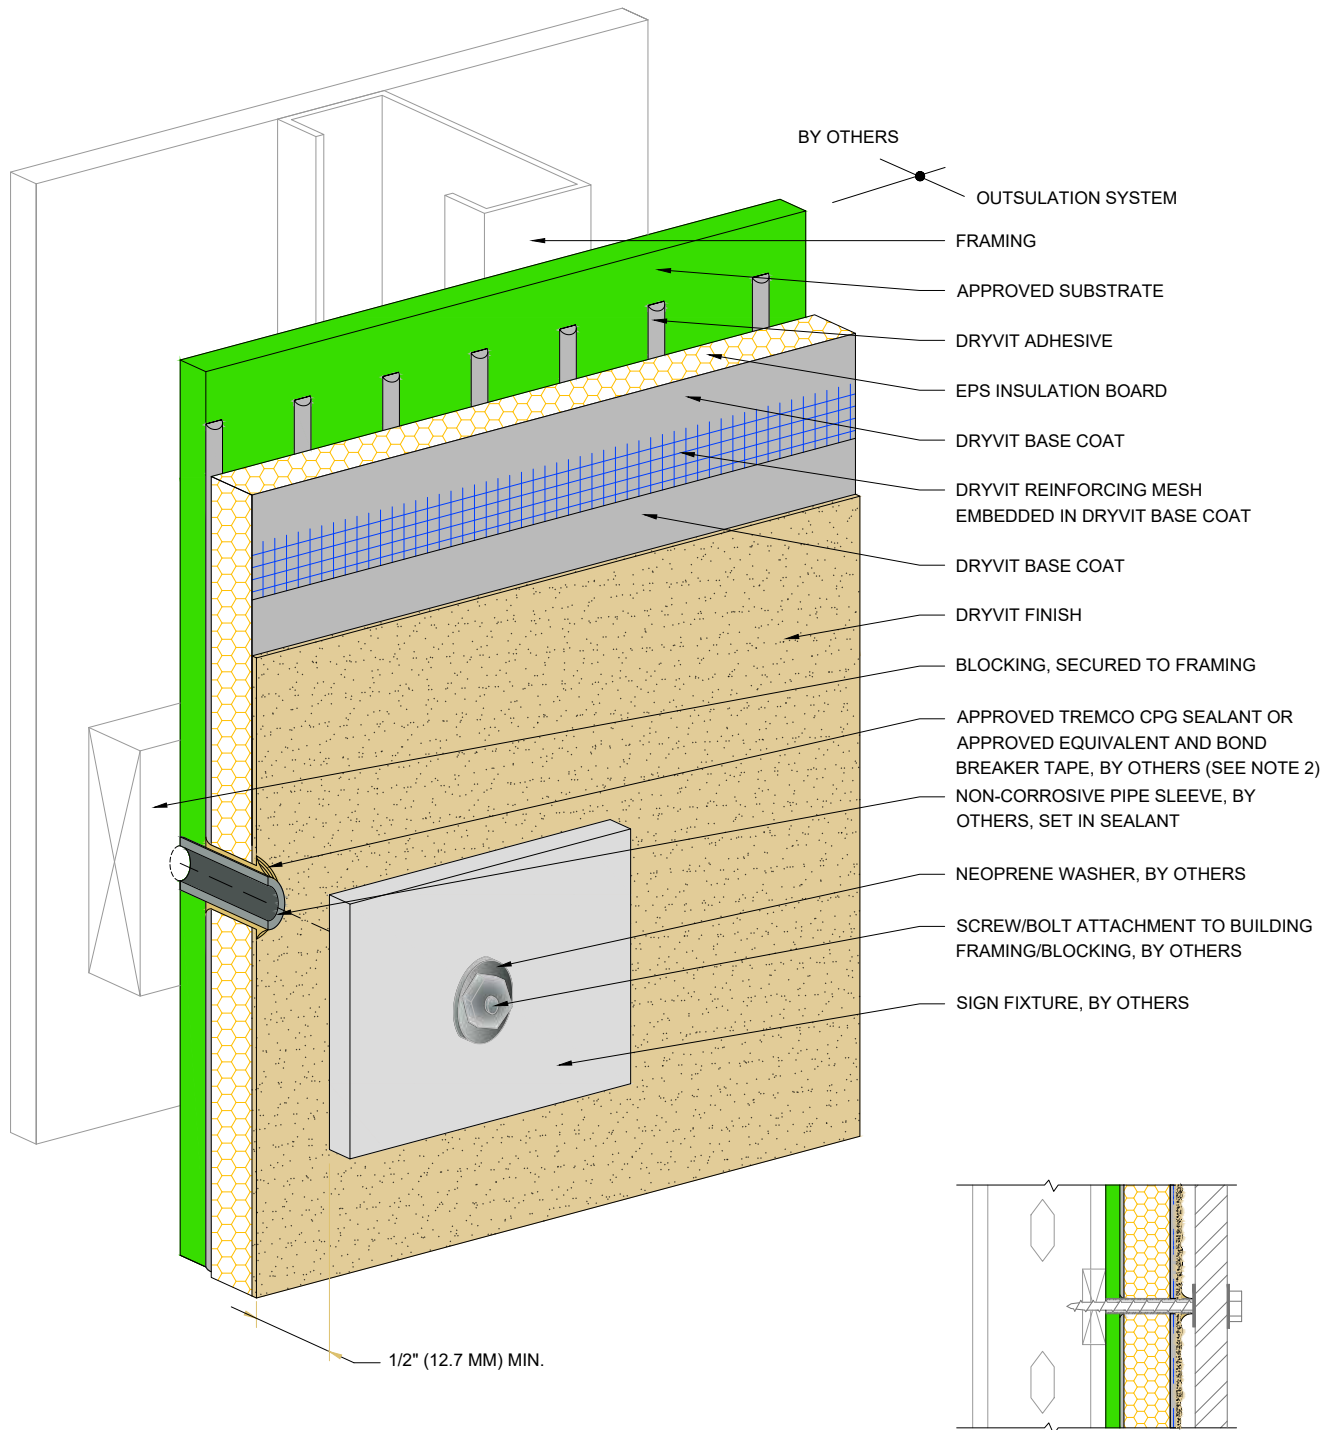 BY OTHERS
OUTSULATION SYSTEM
FRAMING
APPROVED SUBSTRATE
DRYVIT ADHESIVE
EPS INSULATION BOARD
DRYVIT BASE COAT
DRYVIT REINFORCING MESH
EMBEDDED IN DRYVIT BASE COAT
DRYVIT BASE COAT
DRYVIT FINISH
BLOCKING, SECURED TO FRAMING
APPROVED TREMCO CPG SEALANT OR
APPROVED EQUIVALENT AND BOND
BREAKER TAPE, BY OTHERS (SEE NOTE 2)
NON-CORROSIVE PIPE SLEEVE, BY
OTHERS, SET IN SEALANT
NEOPRENE WASHER, BY OTHERS
SCREW/BOLT ATTACHMENT TO BUILDING
FRAMING/BLOCKING, BY OTHERS
SIGN FIXTURE, BY OTHERS
1/2" (12.7 MM) MIN.